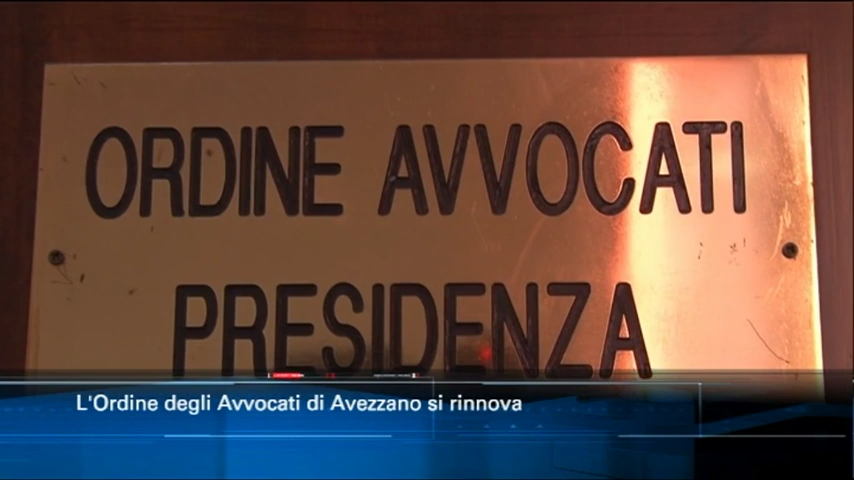 ORDINE AVVOCATI
PRESIDENZA
L'Ordine degli Avvocati di Avezzano si rinnova